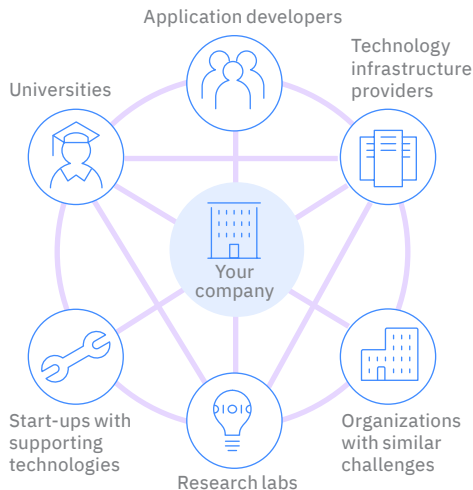 Application developers
Technology
infrastructure
providers
Universities
Your
company
Start-ups with
supporting
technologies
Organizations
with similar
challenges
Research labs